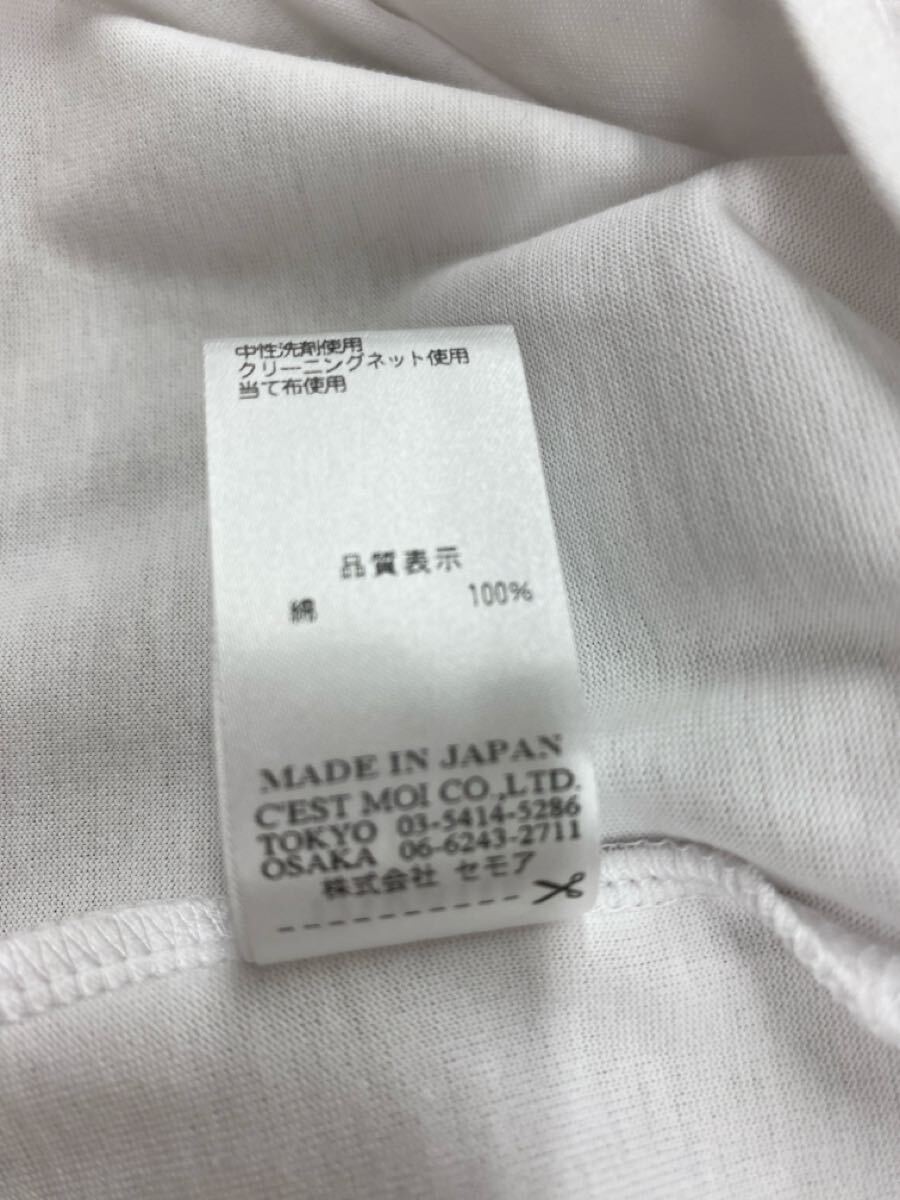 中性洗剤使用
クリーニングネット使用
当て布使用
品質表示
綿 100%
MADE IN JAPAN
C'EST MOI CO.,LTD.
TOKYO 03-5414-5286
OSAKA 06-6243-2711
株式会社 セモア